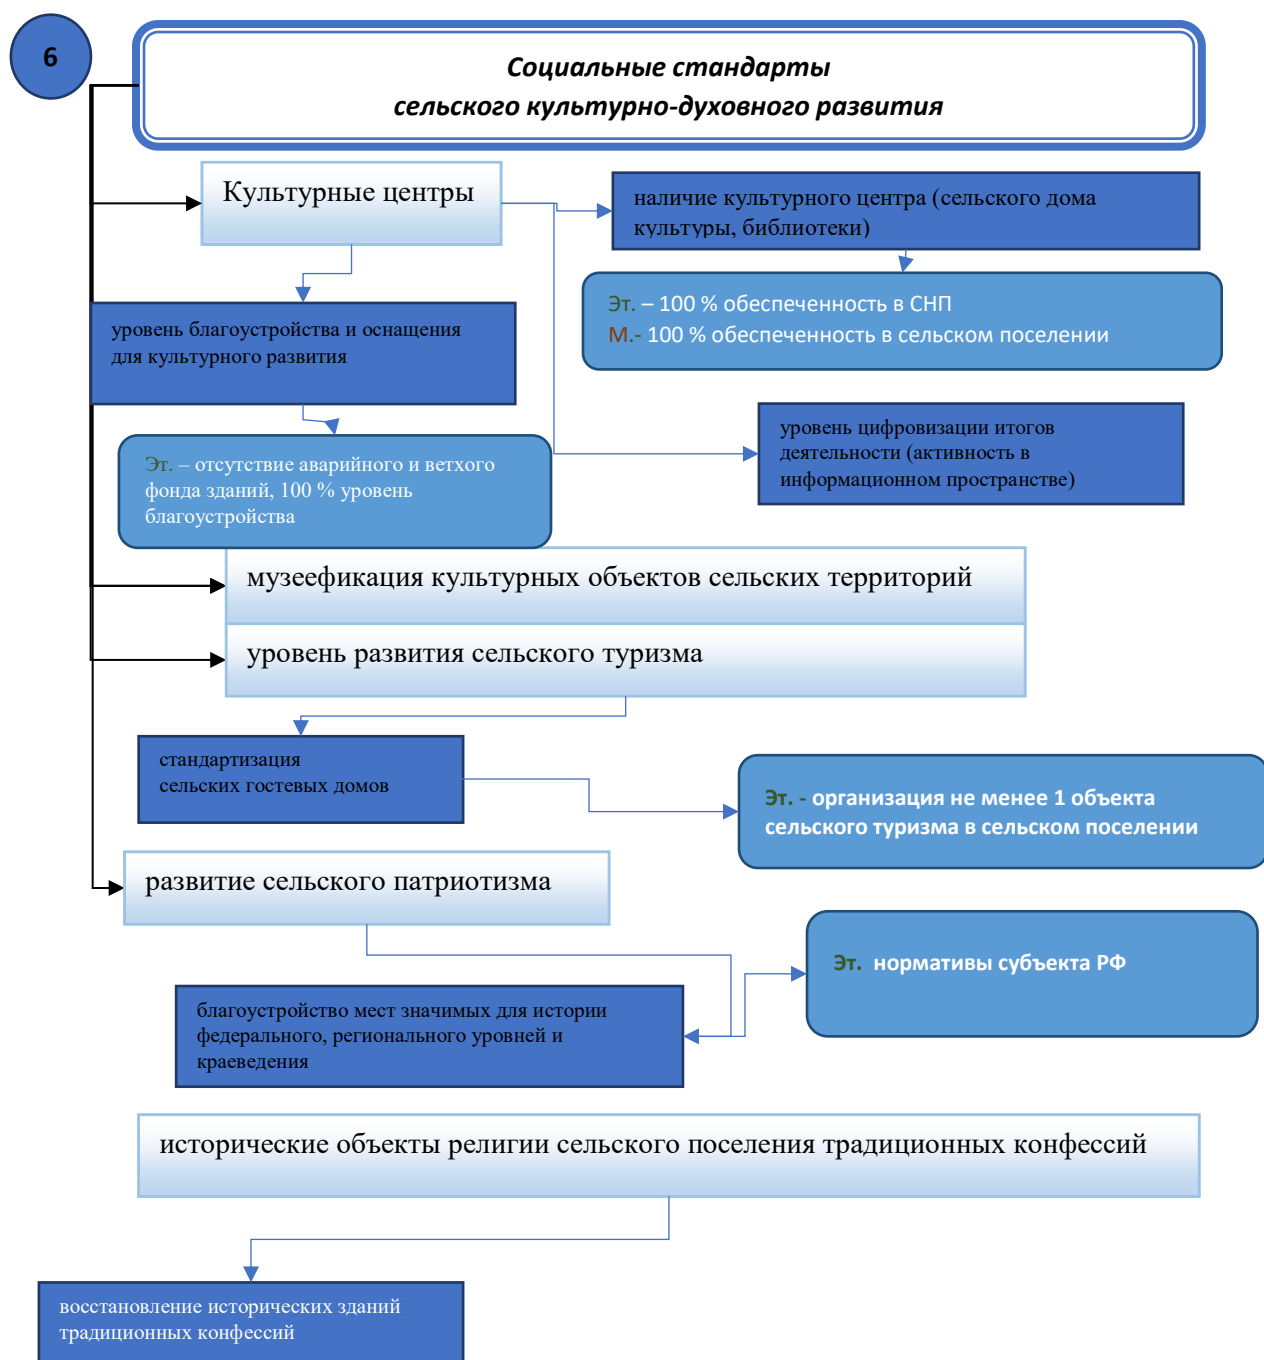 6
Социальные стандарты
сельского культурно-духовного развития
Культурные центры
наличие культурного центра (сельского дома
культуры, библиотеки)
Эт. – 100 % обеспеченность в СНП
М.- 100 % обеспеченность в сельском поселении
уровень благоустройства и оснащения
для культурного развития
уровень цифровизации итогов
деятельности (активность в
информационном пространстве)
Эт. – отсутствие аварийного и ветхого
фонда зданий, 100 % уровень
благоустройства
музеефикация культурных объектов сельских территорий
уровень развития сельского туризма
стандартизация
сельских гостевых домов
Эт. - организация не менее 1 объекта
сельского туризма в сельском поселении
развитие сельского патриотизма
Эт. нормативы субъекта РФ
благоустройство мест значимых для истории
федерального, регионального уровней и
краеведения
исторические объекты религии сельского поселения традиционных конфессий
восстановление исторических зданий
традиционных конфессий